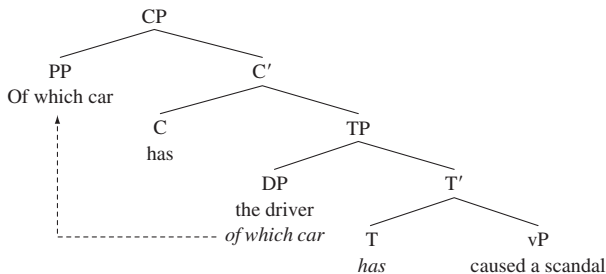 CP
PP
C′
Of which car
C
TP
has
DP
T′
the driver
of which car
T
vP
has
caused a scandal